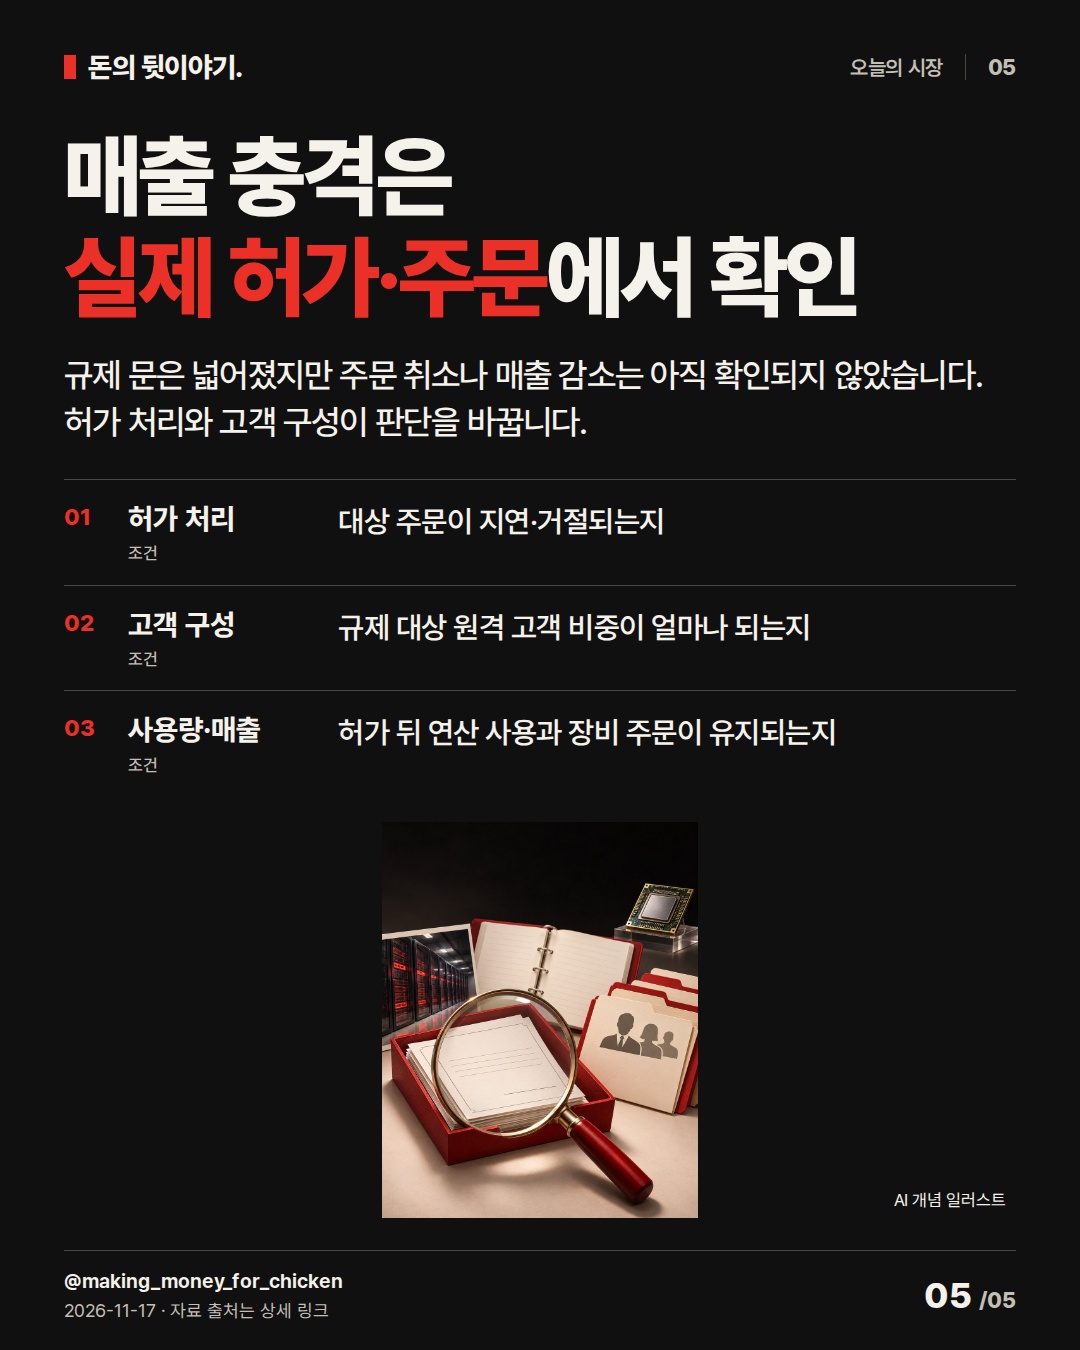 돈의 뒷이야기.
오늘의 시장 05
매출 충격은
실제 허가·주문에서 확인
규제 문은 넓어졌지만 주문 취소나 매출 감소는 아직 확인되지 않았습니다.
허가 처리와 고객 구성이 판단을 바꿉니다.
01 허가 처리 대상 주문이 지연·거절되는지
조건
02 고객 구성 규제 대상 원격 고객 비중이 얼마나 되는지
조건
03 사용량·매출 허가 뒤 연산 사용과 장비 주문이 유지되는지
조건
AI 개념 일러스트
@making_money_for_chicken
2026-11-17 · 자료 출처는 상세 링크
05 /05